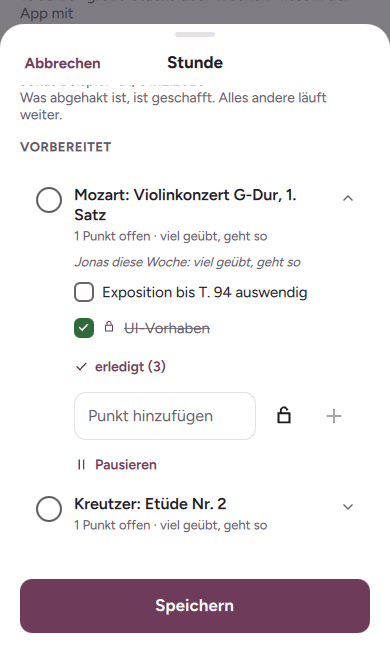 App mit
Abbrechen
Stunde
Was abgehakt ist, ist geschafft. Alles andere läuft
weiter.
VORBEREITET
Mozart: Violinkonzert G-Dur, 1.
Satz
1 Punkt offen · viel geübt, geht so
Jonas diese Woche: viel geübt, geht so
Exposition bis T. 94 auswendig
UI-Vorhaben
erledigt (3)
Punkt hinzufügen
Pausieren
Kreutzer: Etüde Nr. 2
1 Punkt offen · viel geübt, geht so
Speichern